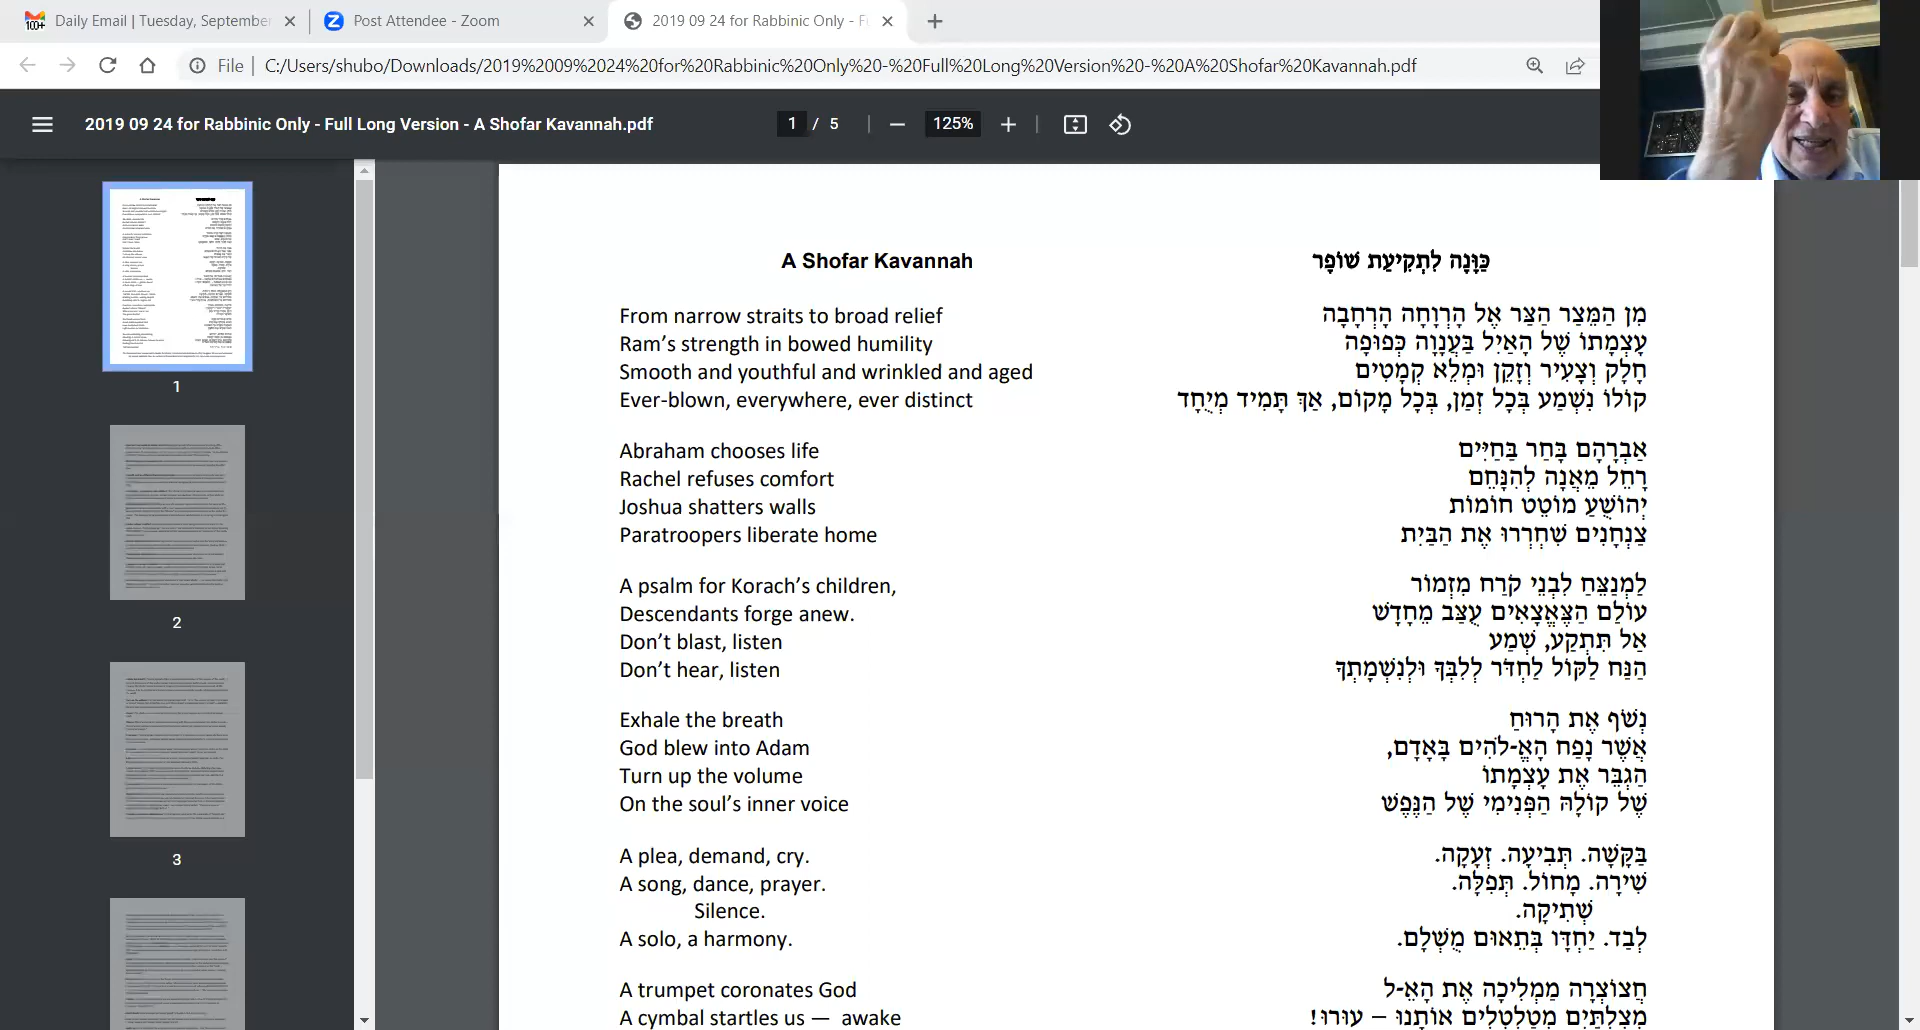 Daily Email | Tuesday, September
Post Attendee - Zoom
2019 09 24 for Rabbinic Only - F
File
C:/Users/shubo/Downloads/2019%2009%2024%20for%20Rabbinic%20Only%20-%20Full%20Long%20Version%20-%20A%20Shofar%20Kavannah.pdf
2019 09 24 for Rabbinic Only - Full Long Version - A Shofar Kavannah.pdf
1 / 5
125%
1
2
3
A Shofar Kavannah
From narrow straits to broad relief
Ram's strength in bowed humility
Smooth and youthful and wrinkled and aged
Ever-blown, everywhere, ever distinct
Abraham chooses life
Rachel refuses comfort
Joshua shatters walls
Paratroopers liberate home
A psalm for Korach's children,
Descendants forge anew.
Don't blast, listen
Don't hear, listen
Exhale the breath
God blew into Adam
Turn up the volume
On the soul's inner voice
A plea, demand, cry.
A song, dance, prayer.
Silence.
A solo, a harmony.
A trumpet coronates God
A cymbal startles us — awake
כַּוָּנָה לִתְקִיעַת שׁוֹפָר
מִן הַמֵּצַר הַצַּר אֶל הָרְוָחָה הָרְחָבָה
עָצְמָתוֹ שֶׁל הָאַיִל בַּעֲנָוָה כְּפוּפָה
חָלָק וְצָעִיר וְזָקֵן וּמְלֵא קְמָטִים
קוֹלוֹ נִשְׁמַע בְּכָל זְמַן, בְּכָל מָקוֹם, אַךְ תָּמִיד מְיֻחָד
אַבְרָהָם בָּחַר בַּחַיִּים
רָחֵל מֵאֲנָה לְהִנָּחֵם
יְהוֹשֻׁעַ מוֹטֵט חוֹמוֹת
צַנְחָנִים שִׁחְרְרוּ אֶת הַבַּיִת
לַמְנַצֵּחַ לִבְנֵי קֹרַח מִזְמוֹר
עוֹלַם הַצֶּאֱצָאִים עֻצַּב מֵחָדָשׁ
אַל תִּתְקַע, שְׁמַע
הַנַּח לַקּוֹל לַחְדֹּר לְלִבְּךָ וּלְנִשְׁמָתְךָ
נְשֹׁף אֶת הָרוּחַ
אֲשֶׁר נָפַח הָאֱ-לֹהִים בָּאָדָם,
הַגְבֵּר אֶת עָצְמָתוֹ
שֶׁל קוֹלָהּ הַפְּנִימִי שֶׁל הַנֶּפֶשׁ
בַּקָּשָׁה. תְּבִיעָה. זְעָקָה.
שִׁירָה. מָחוֹל. תְּפִלָּה.
שְׁתִיקָה.
לְבַד. יַחְדָּו בְּתֵאוּם מֻשְׁלָם.
חֲצוֹצְרָה מַמְלִיכָה אֶת הָאֵ-ל
מְצִלְתַּיִם מְטַלְטְלִים אוֹתָנוּ – עוּרוּ!